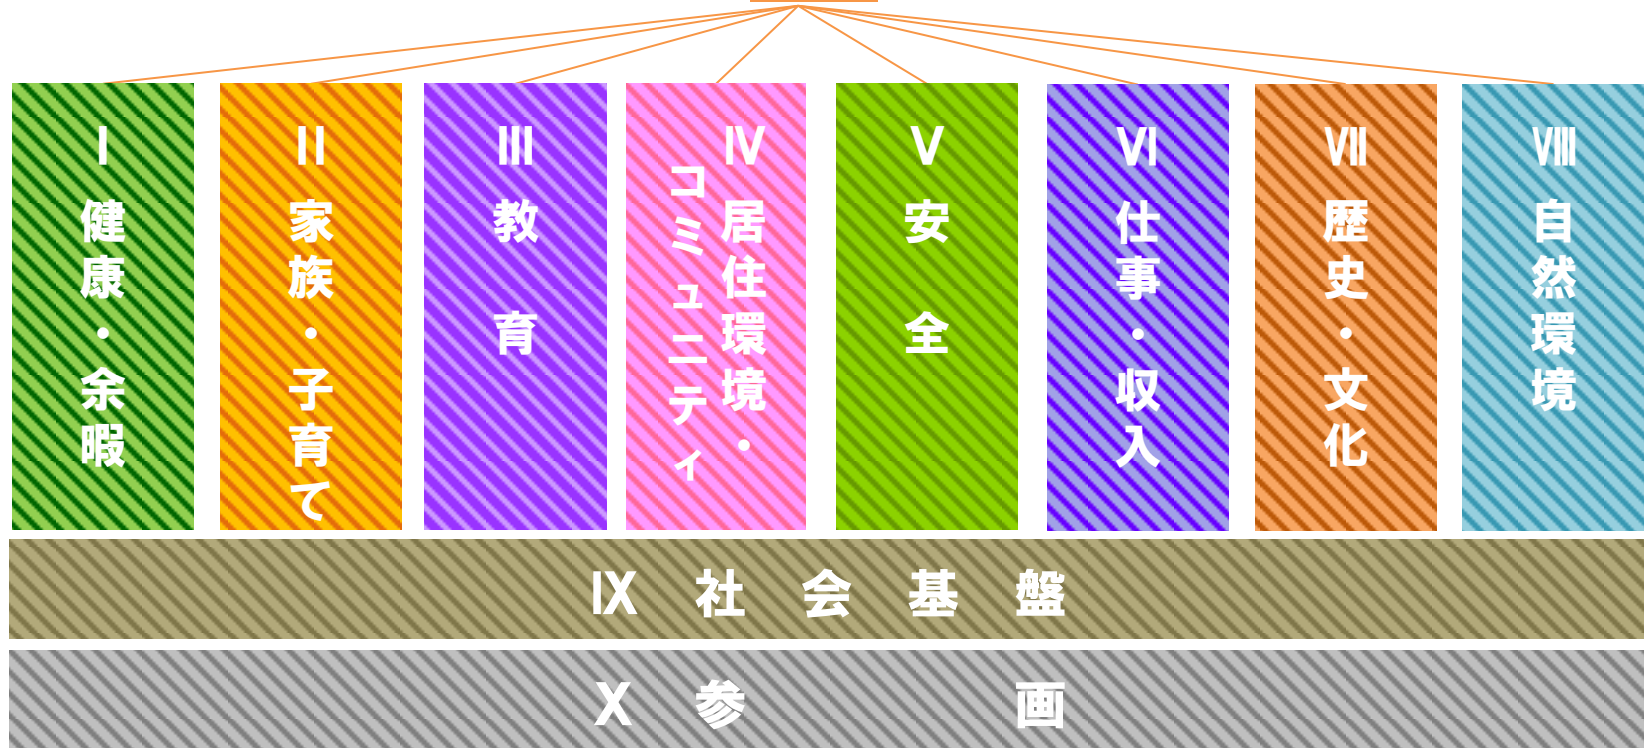 Ⅰ 健康・余暇
Ⅱ 家族・子育て
Ⅲ 教 育
Ⅳ 居住環境・
コミュニティ
Ⅴ 安 全
Ⅵ 仕事・収入
Ⅶ 歴史・文化
Ⅷ 自然環境
Ⅸ 社 会 基 盤
Ⅹ 参 画